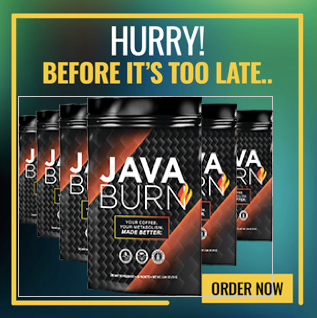 HURRY!
BEFORE IT'S TOO LATE..
JAVA
BURN
YOUR COFFEE.
YOUR METABOLISM.
MADE BETTER.
ORDER NOW